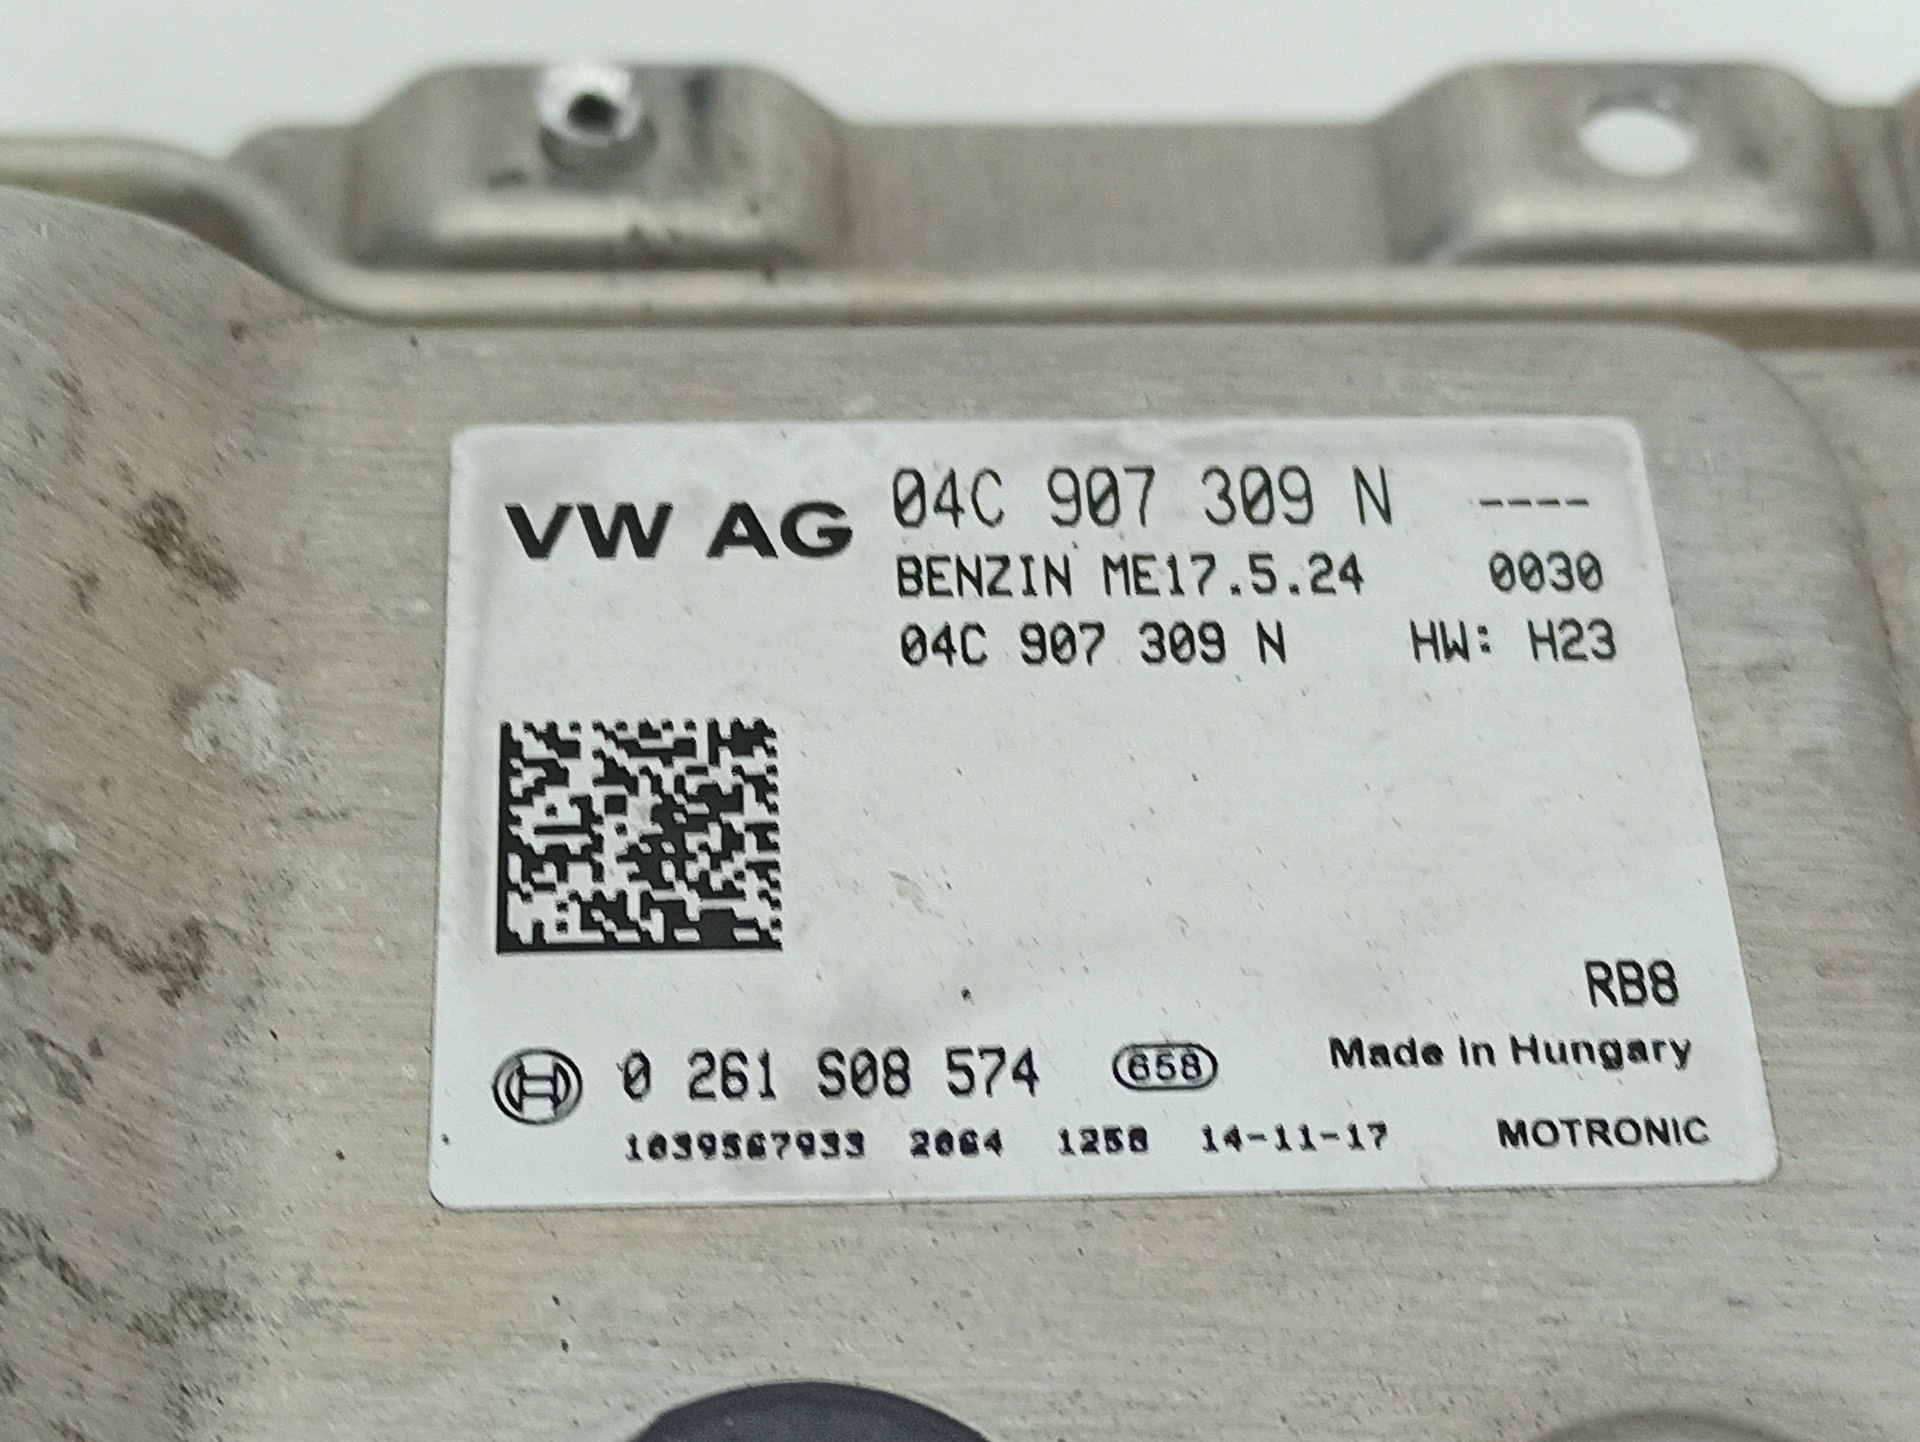 VW AG 04C 907 309 N ----
BENZIN ME17.5.24 0030
04C 907 309 N HW: H23
RB8
Made in Hungary
0 261 S08 574 658
1039567933 2064 1258 14-11-17 MOTRONIC